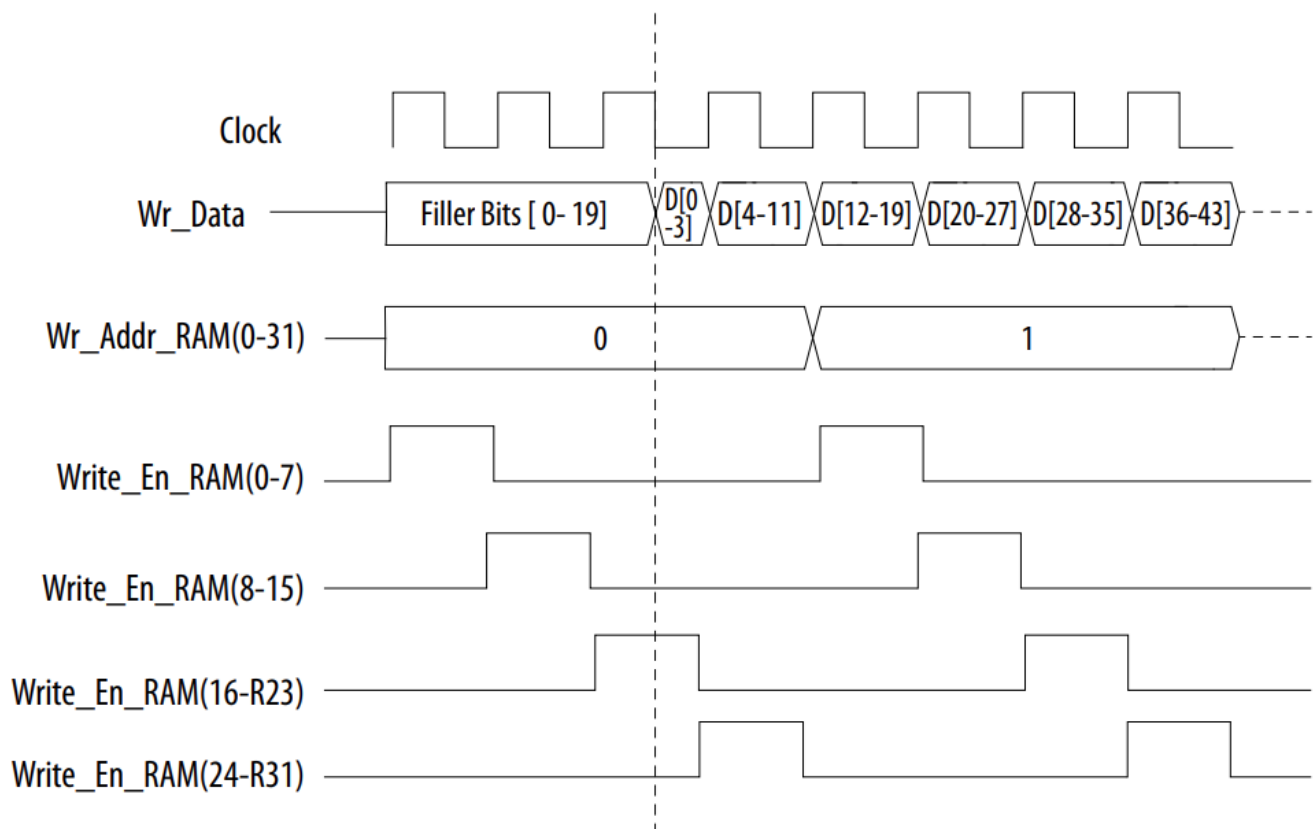 Clock
Wr_Data
Filler Bits [ 0- 19]
D[0
-3]
D[4-11]
D[12-19]
D[20-27]
D[28-35]
D[36-43]
Wr_Addr_RAM(0-31)
0
1
Write_En_RAM(0-7)
Write_En_RAM(8-15)
Write_En_RAM(16-R23)
Write_En_RAM(24-R31)